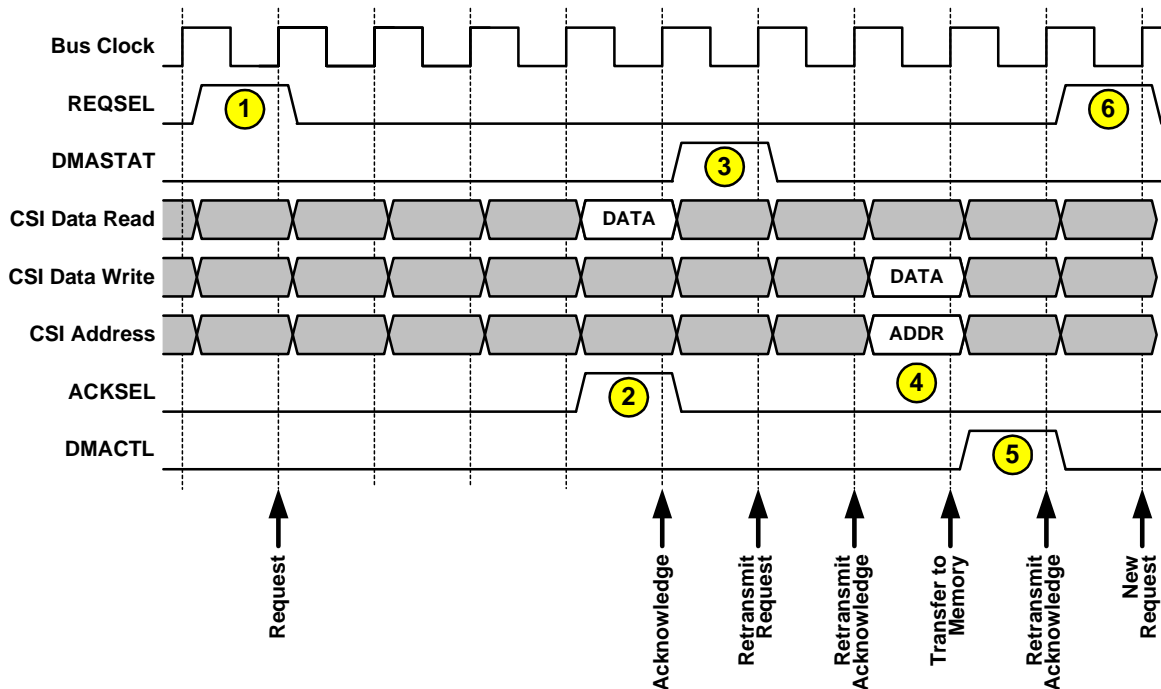 Bus Clock
REQSEL
1
6
DMASTAT
3
CSI Data Read
DATA
CSI Data Write
DATA
CSI Address
ADDR
ACKSEL
2
4
DMACTL
5
Request
Acknowledge
Retransmit
Request
Retransmit
Acknowledge
Transfer to
Memory
Retransmit
Acknowledge
New
Request